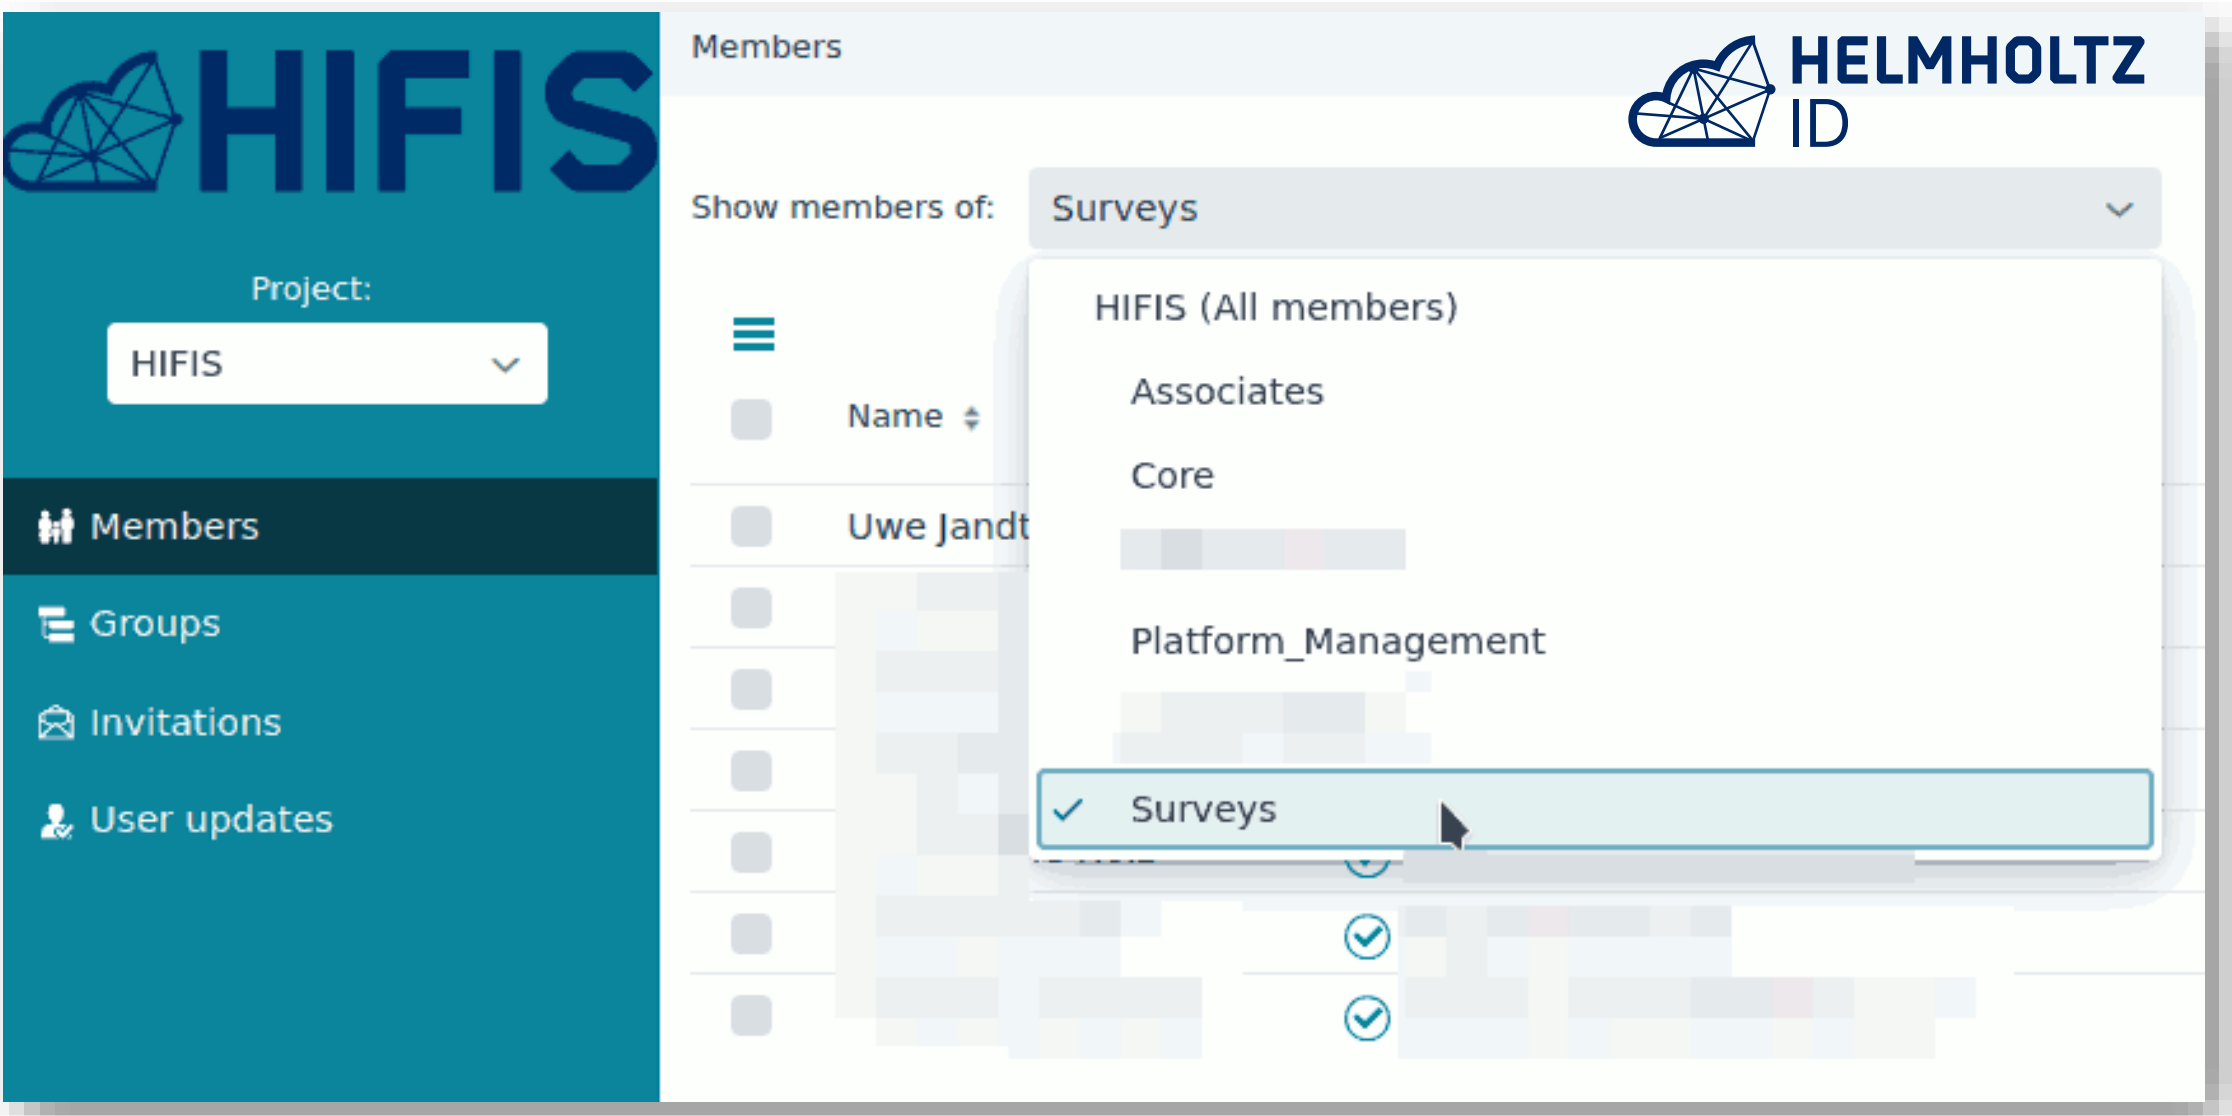 HIFIS
Project:
HIFIS
Members
Groups
Invitations
User updates
Members
HELMHOLTZ
ID
Show members of:
Surveys
HIFIS (All members)
Associates
Core
Platform_Management
Surveys
Name
Uwe Jandt